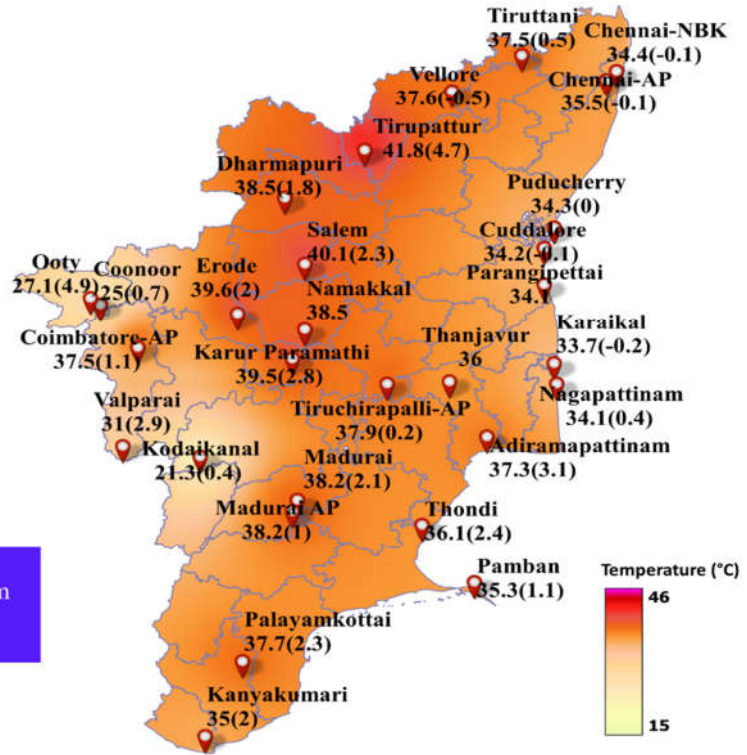 Tiruttani
37.5(0.5)
Chennai-NBK
34.4(-0.1)
Vellore
37.6(-0.5)
Chennai-AP
35.5(-0.1)
Tirupattur
41.8(4.7)
Dharmapuri
38.5(1.8)
Puducherry
34.3(0)
Salem
40.1(2.3)
Cuddalore
34.2(-0.1)
Ooty
27.1(4.9)
Coonoor
25(0.7)
Erode
39.6(2)
Namakkal
38.5
Parangipettai
34.1
Coimbatore-AP
37.5(1.1)
Karur Paramathi
39.5(2.8)
Thanjavur
36
Karaikal
33.7(-0.2)
Valparai
31(2.9)
Tiruchirapalli-AP
37.9(0.2)
Nagapattinam
34.1(0.4)
Kodaikanal
21.3(0.4)
Madurai
38.2(2.1)
Adiramapattinam
37.3(3.1)
Madurai AP
38.2(1)
Thondi
36.1(2.4)
Pamban
35.3(1.1)
Temperature (°C)
46
15
Palayamkottai
37.7(2.3)
Kanyakumari
35(2)